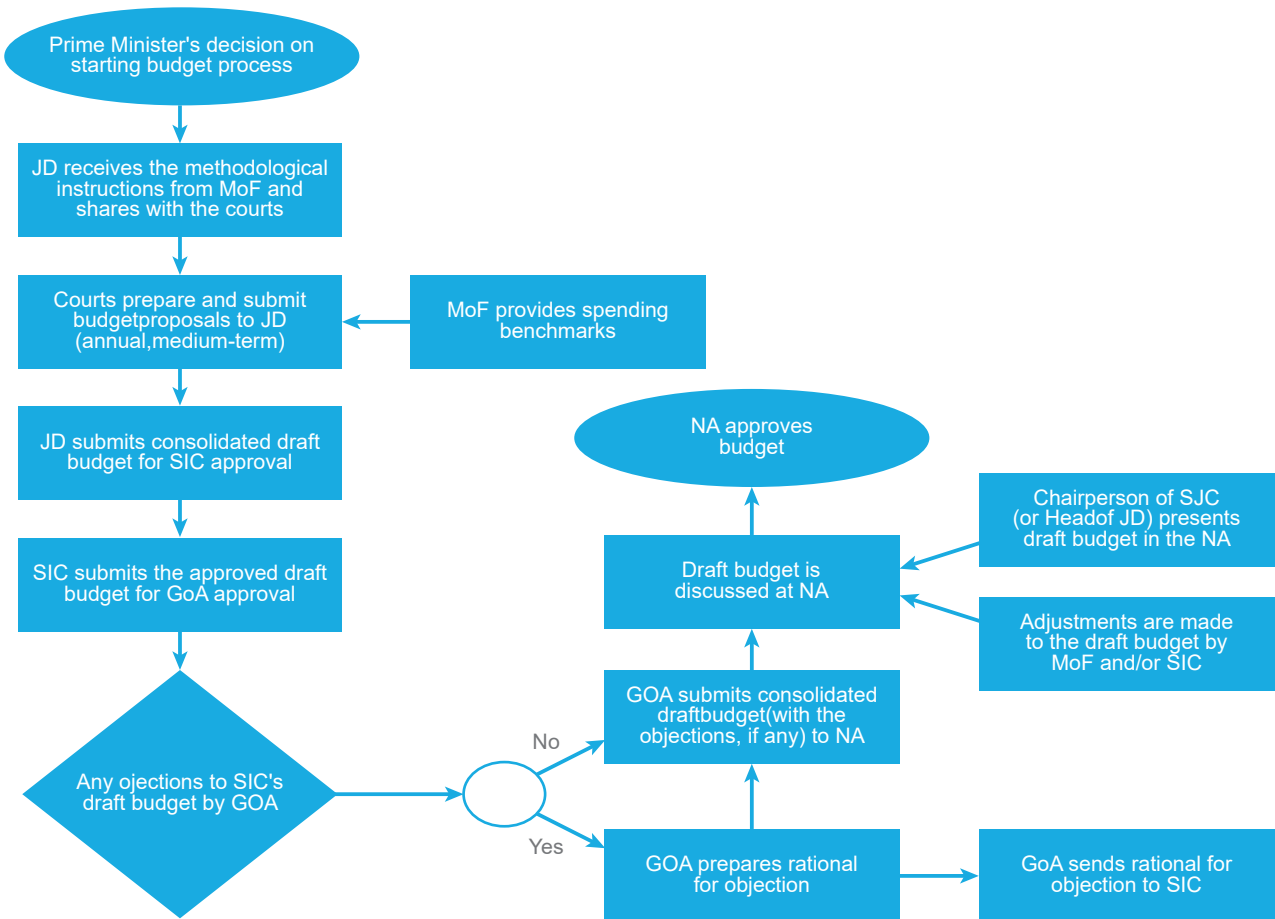 Prime Minister's decision on
starting budget process
JD receives the methodological
instructions from MoF and
shares with the courts
Courts prepare and submit
budgetproposals to JD
(annual,medium-term)
MoF provides spending
benchmarks
JD submits consolidated draft
budget for SIC approval
SIC submits the approved draft
budget for GoA approval
Any ojections to SIC's
draft budget by GOA
No
Yes
NA approves
budget
Draft budget is
discussed at NA
Chairperson of SJC
(or Headof JD) presents
draft budget in the NA
Adjustments are made
to the draft budget by
MoF and/or SIC
GOA submits consolidated
draftbudget(with the
objections, if any) to NA
GOA prepares rational
for objection
GoA sends rational for
objection to SIC